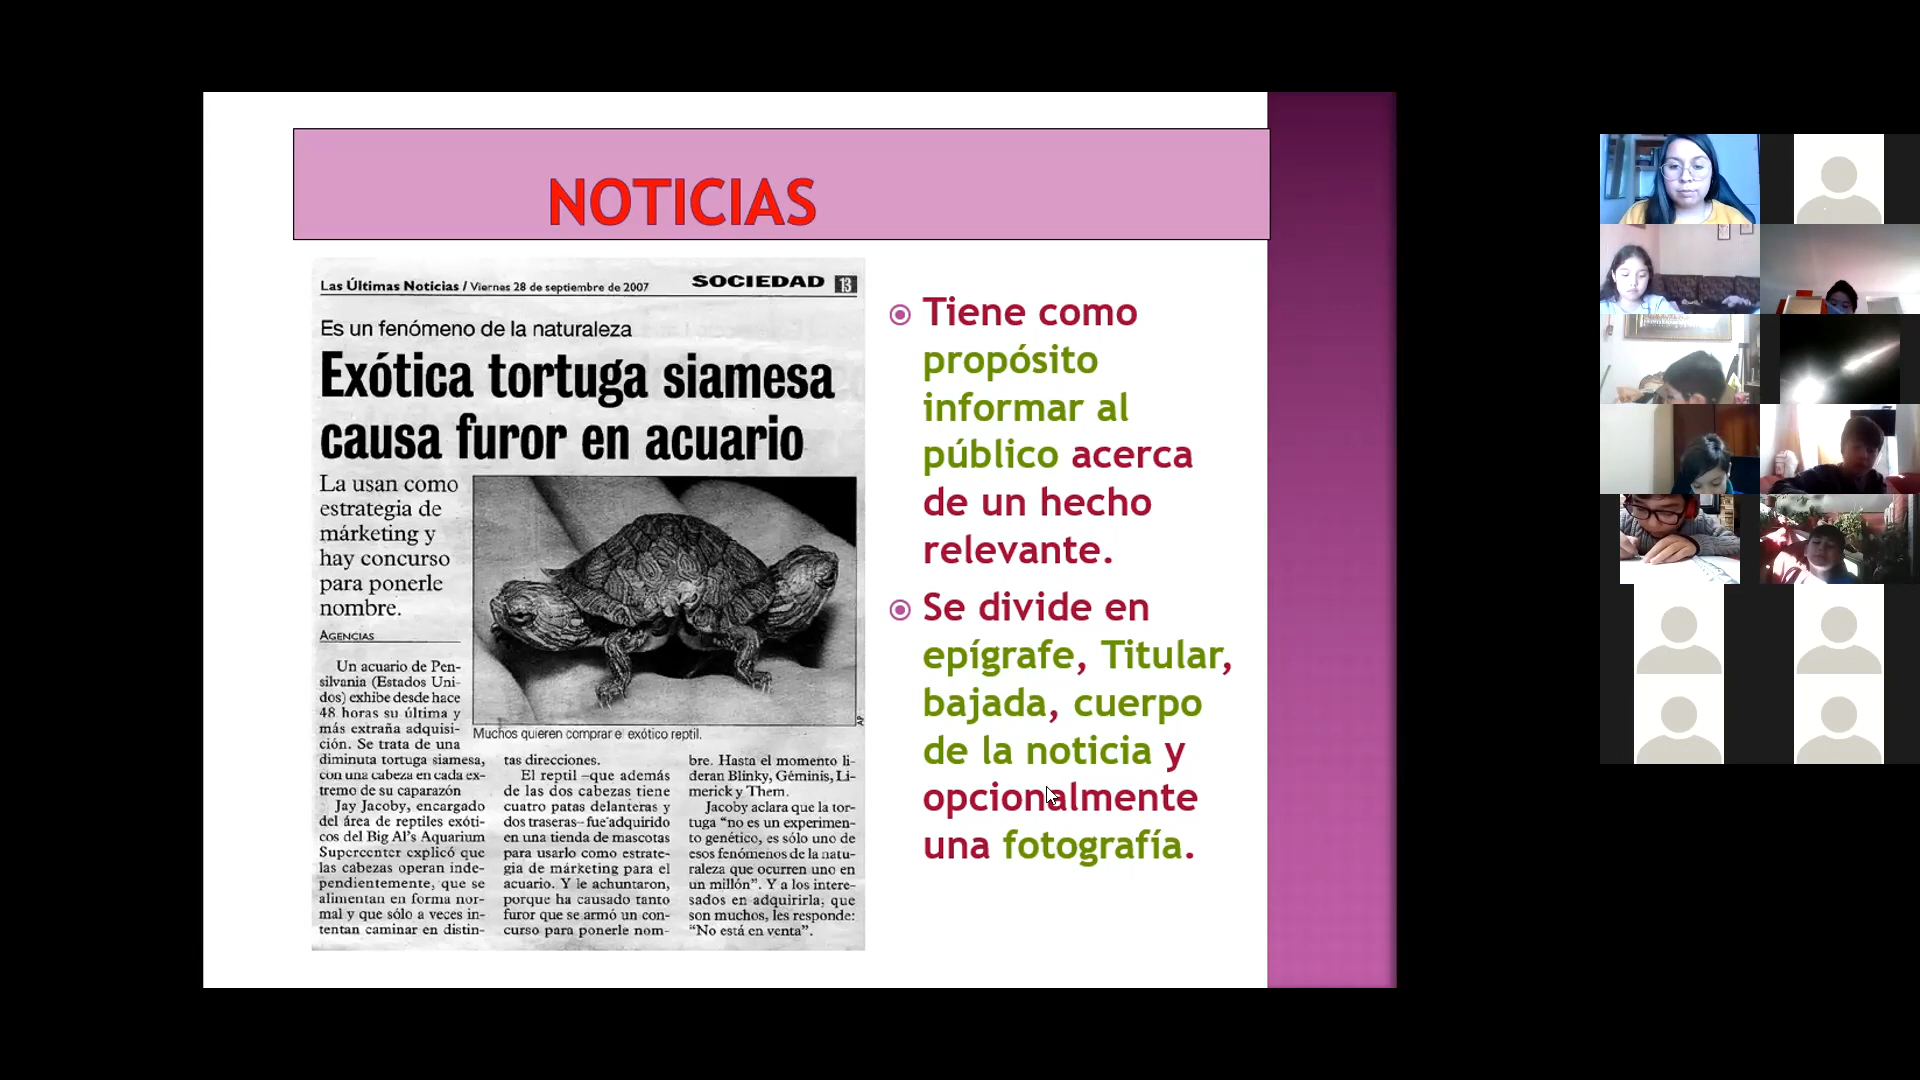 NOTICIAS
Las Últimas Noticias / Viernes 28 de septiembre de 2007
SOCIEDAD 13
Es un fenómeno de la naturaleza
Exótica tortuga siamesa
causa furor en acuario
La usan como
estrategia de
márketing y
hay concurso
para ponerle
nombre.
AGENCIAS
Un acuario de Pen-
silvania (Estados Uni-
dos) exhibe desde hace
48 horas su última y
más extraña adquisi-
ción. Se trata de una
diminuta tortuga siamesa,
con una cabeza en cada ex-
tremo de su caparazón
Jay Jacoby, encargado
del área de reptiles exóti-
cos del Big Al's Aquarium
Supercenter explicó que
las cabezas operan inde-
pendientemente, que se
alimentan en forma nor-
mal y que sólo a veces in-
tentan caminar en distin-
AP
Muchos quieren comprar el exótico reptil.
tas direcciones.
El reptil –que además
de las dos cabezas tiene
cuatro patas delanteras y
dos traseras– fue adquirido
en una tienda de mascotas
para usarlo como estrate-
gia de márketing para el
acuario. Y le achuntaron,
porque ha causado tanto
furor que se armó un con-
curso para ponerle nom-
bre. Hasta el momento li-
deran Blinky, Géminis, Li-
merick y Them.
Jacoby aclara que la tor-
tuga “no es un experimen-
to genético, es sólo uno de
esos fenómenos de la natu-
raleza que ocurren uno en
un millón”. Y a los intere-
sados en adquirirla, que
son muchos, les responde:
“No está en venta”.
Tiene como
propósito
informar al
público acerca
de un hecho
relevante.
Se divide en
epígrafe, Titular,
bajada, cuerpo
de la noticia y
opcionalmente
una fotografía.